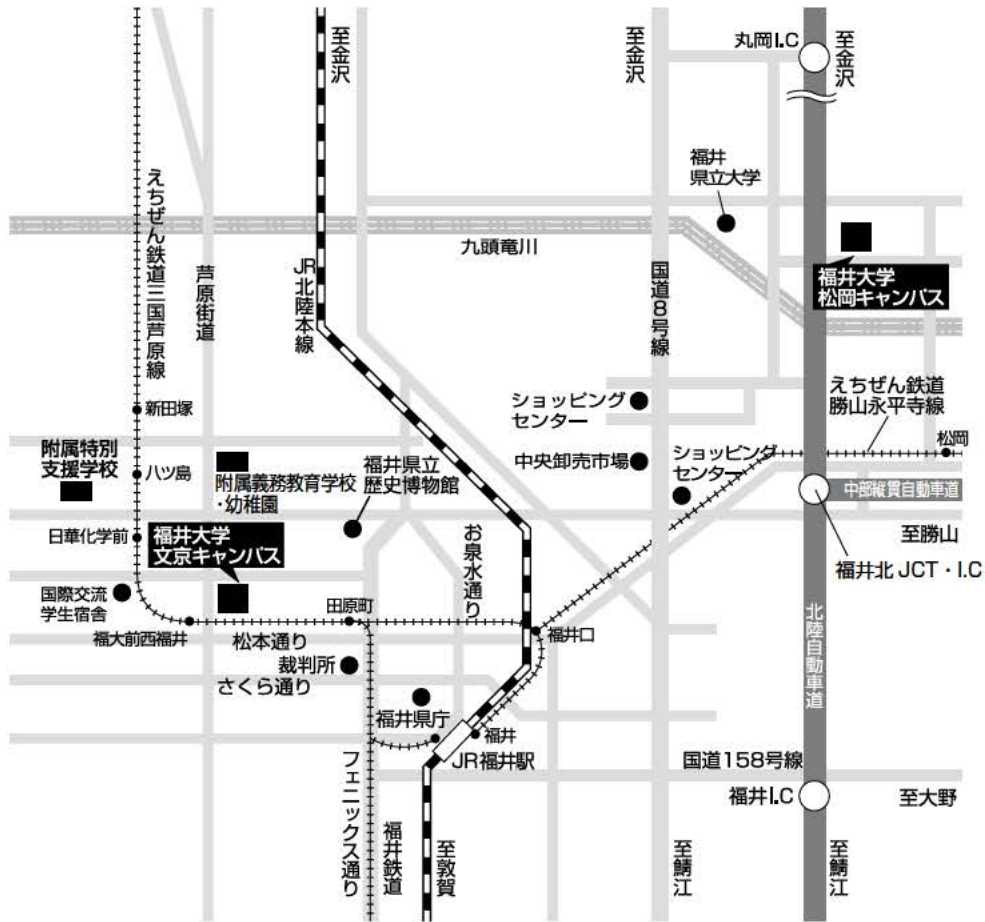 至金沢
至金沢
丸岡I.C
至金沢
えちぜん鉄道三国芦原線
芦原街道
JR北陸本線
九頭竜川
国道8号線
福井
県立大学
福井大学
松岡キャンパス
えちぜん鉄道
勝山永平寺線
松岡
新田塚
ショッピング
センター
附属特別
支援学校
八ツ島
附属義務教育学校
・幼稚園
福井県立
歴史博物館
中央卸売市場
ショッピング
センター
中部縦貫自動車道
至勝山
日華化学前
福井大学
文京キャンパス
お泉水通り
福井北JCT・I.C
国際交流
学生宿舎
田原町
福大前西福井
松本通り
福井口
北陸自動車道
裁判所
さくら通り
福井県庁
福井
JR福井駅
国道158号線
福井I.C
至大野
フェニックス通り
福井鉄道
至敦賀
至鯖江
至鯖江